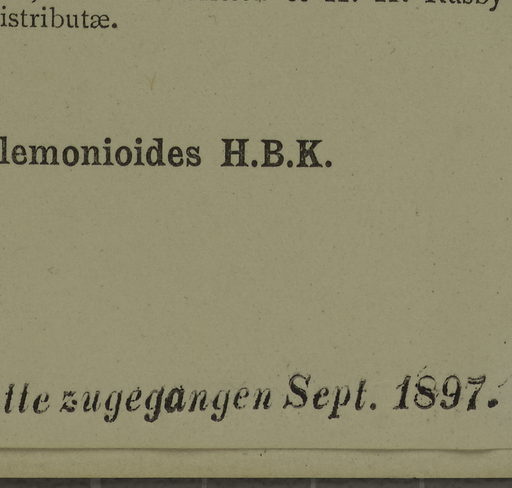 istributæ.
lemonioides H.B.K.
tte zugegangen Sept. 1897.